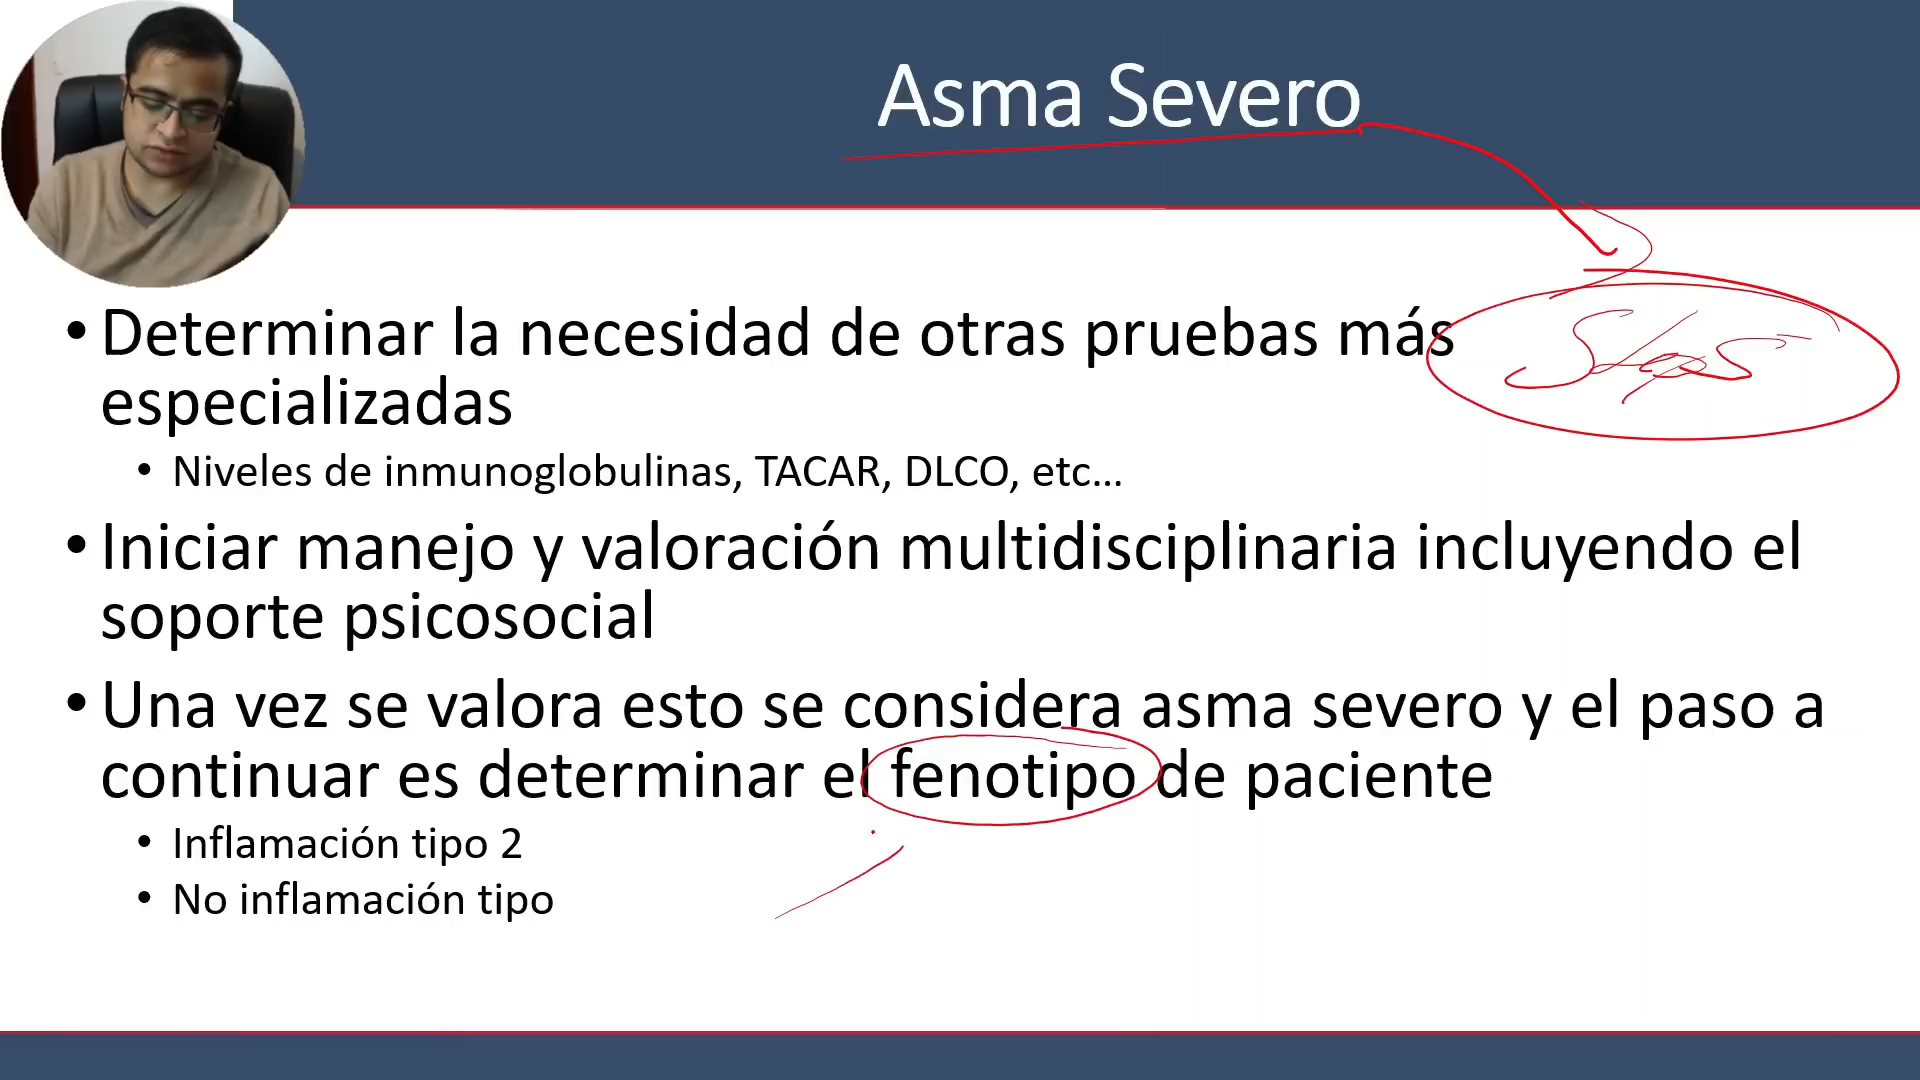 Asma Severo
• Determinar la necesidad de otras pruebas más
especializadas
• Niveles de inmunoglobulinas, TACAR, DLCO, etc...
• Iniciar manejo y valoración multidisciplinaria incluyendo el
soporte psicosocial
• Una vez se valora esto se considera asma severo y el paso a
continuar es determinar el fenotipo de paciente
• Inflamación tipo 2
• No inflamación tipo